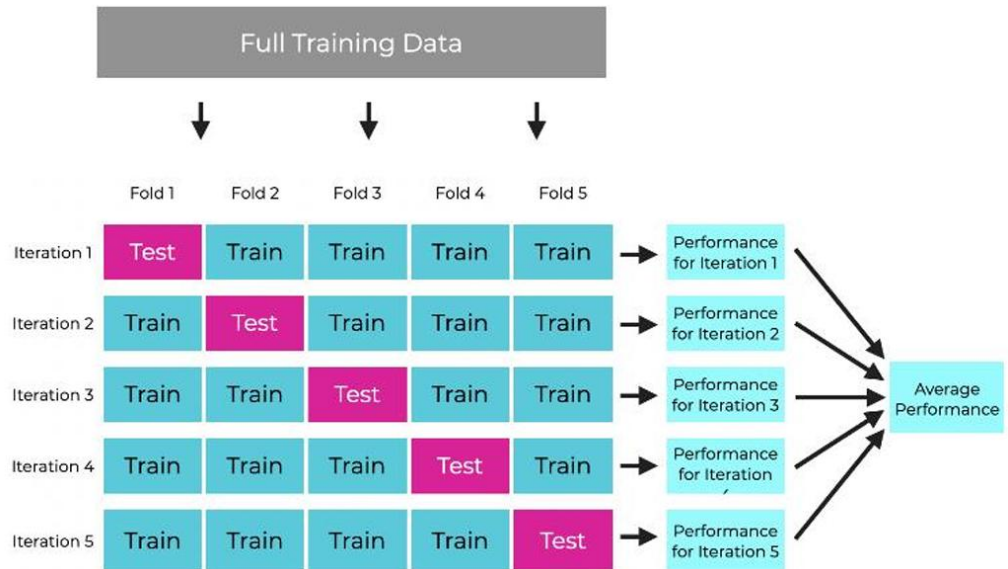 Full Training Data
Fold 1 Fold 2 Fold 3 Fold 4 Fold 5
Iteration 1 Test Train Train Train Train Performance
for Iteration 1
Iteration 2 Train Test Train Train Train Performance
for Iteration 2
Iteration 3 Train Train Test Train Train Performance
for Iteration 3
Average
Performance
Iteration 4 Train Train Train Test Train Performance
for Iteration
Iteration 5 Train Train Train Train Test Performance
for Iteration 5